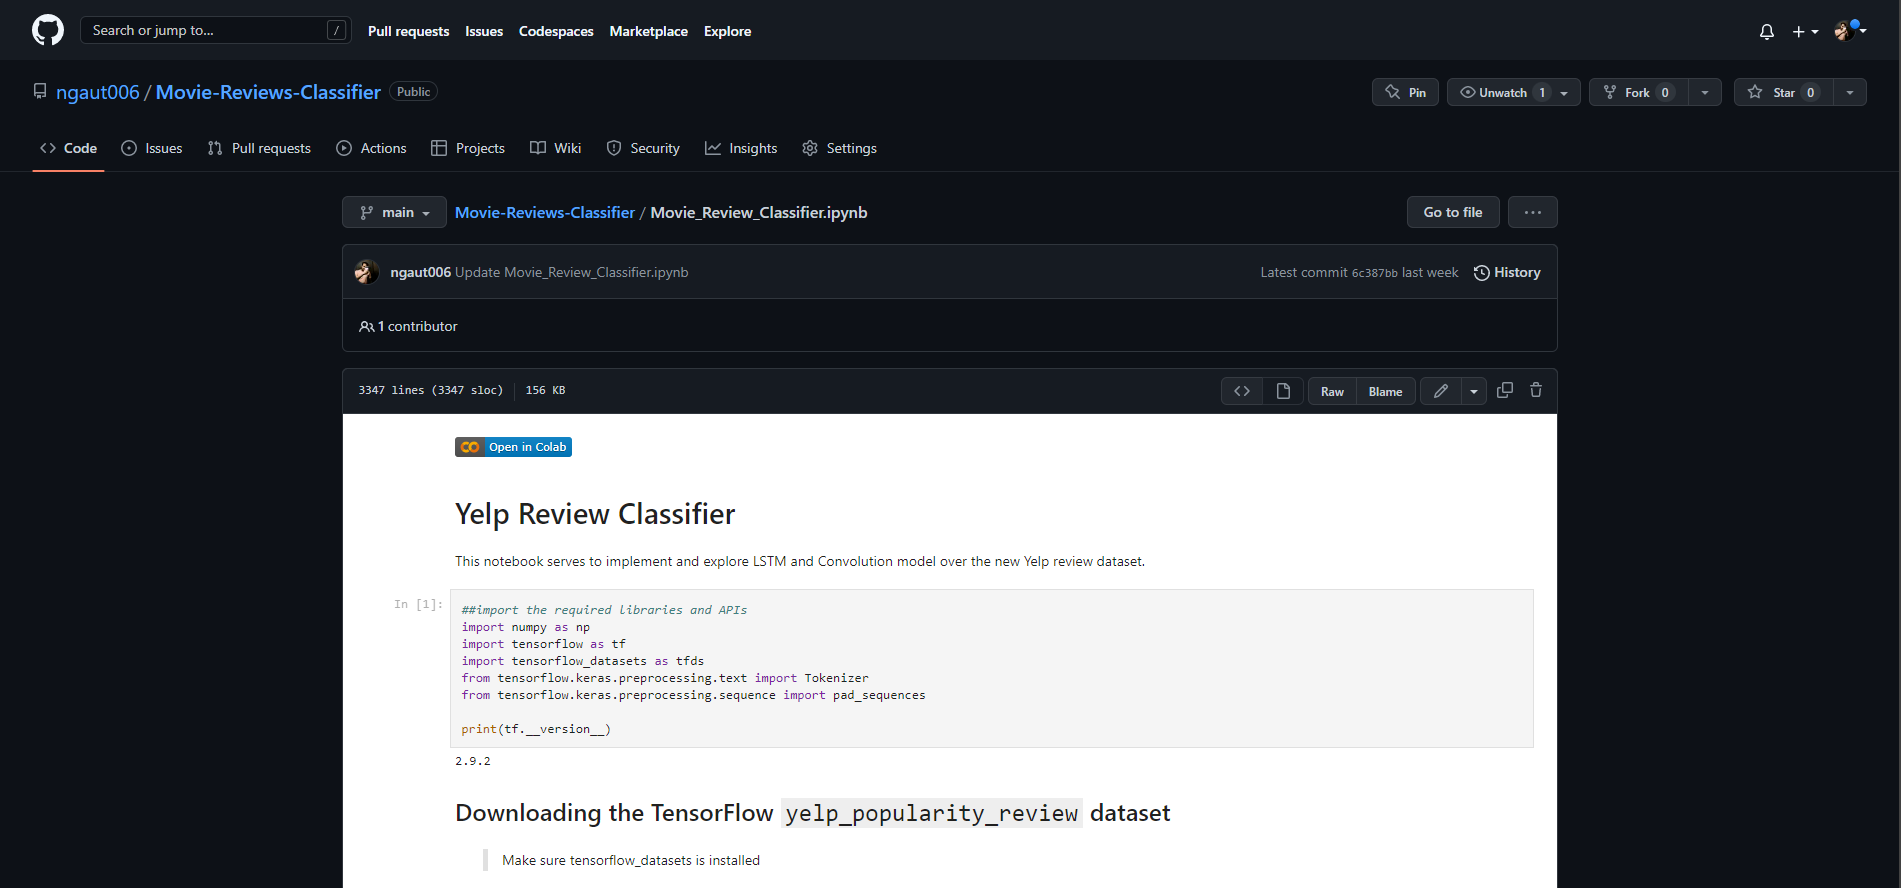 Search or jump to... /
Pull requests Issues Codespaces Marketplace Explore
ngaut006 / Movie-Reviews-Classifier Public
Pin Unwatch 1 Fork 0 Star 0
Code Issues Pull requests Actions Projects Wiki Security Insights Settings
main Movie-Reviews-Classifier / Movie_Review_Classifier.ipynb Go to file ...
ngaut006 Update Movie_Review_Classifier.ipynb Latest commit 6c387bb last week History
1 contributor
3347 lines (3347 sloc) 156 KB Raw Blame
Open in Colab
Yelp Review Classifier
This notebook serves to implement and explore LSTM and Convolution model over the new Yelp review dataset.
In [1]:
##import the required libraries and APIs
import numpy as np
import tensorflow as tf
import tensorflow_datasets as tfds
from tensorflow.keras.preprocessing.text import Tokenizer
from tensorflow.keras.preprocessing.sequence import pad_sequences
print(tf.__version__)
2.9.2
Downloading the TensorFlow yelp_popularity_review dataset
Make sure tensorflow_datasets is installed